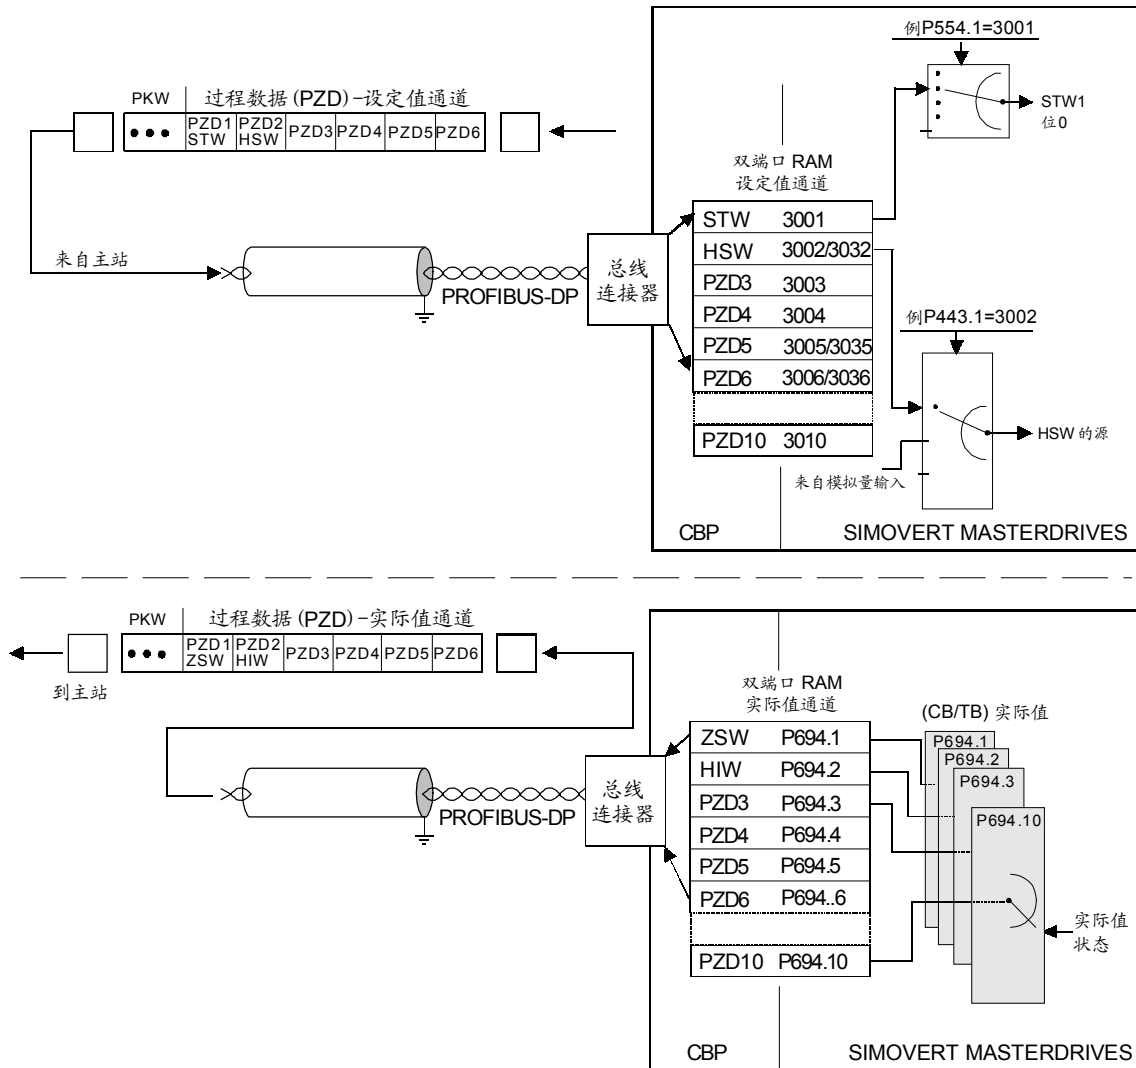 例P554.1=3001
PKW 过程数据(PZD)-设定值通道
PZD1 STW
PZD2 HSW
PZD3
PZD4
PZD5
PZD6
STW1
位0
双端口 RAM
设定值通道
STW 3001
HSW 3002/3032
PZD3 3003
PZD4 3004
PZD5 3005/3035
PZD6 3006/3036
PZD10 3010
来自主站
PROFIBUS-DP
总线
连接器
例P443.1=3002
HSW 的源
来自模拟量输入
CBP
SIMOVERT MASTERDRIVES
PKW 过程数据(PZD)-实际值通道
PZD1 ZSW
PZD2 HIW
PZD3
PZD4
PZD5
PZD6
到主站
双端口 RAM
实际值通道
ZSW P694.1
HIW P694.2
PZD3 P694.3
PZD4 P694.4
PZD5 P694.5
PZD6 P694..6
PZD10 P694.10
PROFIBUS-DP
总线
连接器
(CB/TB) 实际值
P694.1
P694.2
P694.3
P694.10
实际值
状态
CBP
SIMOVERT MASTERDRIVES